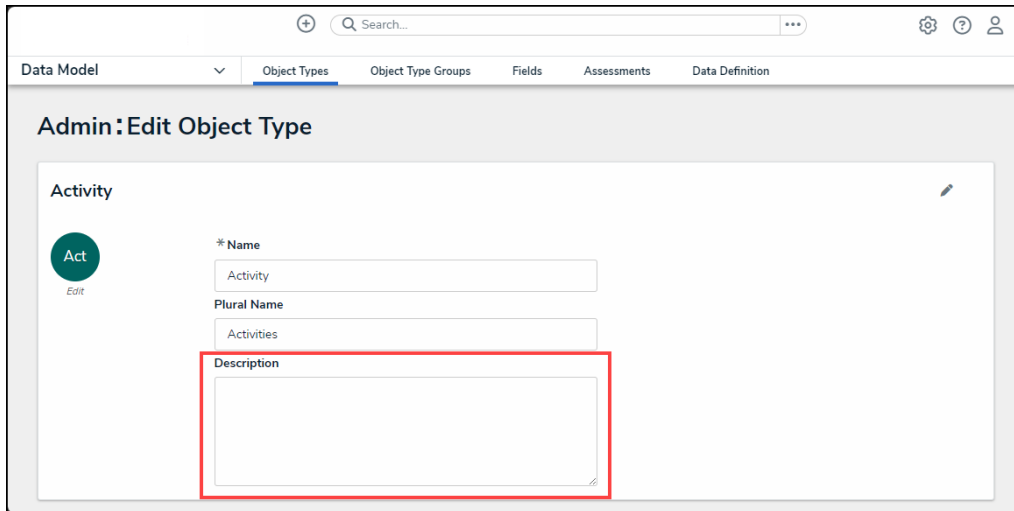 Search...
Data Model Object Types Object Type Groups Fields Assessments Data Definition
Admin:Edit Object Type
Activity
Act
Edit
*Name
Activity
Plural Name
Activities
Description